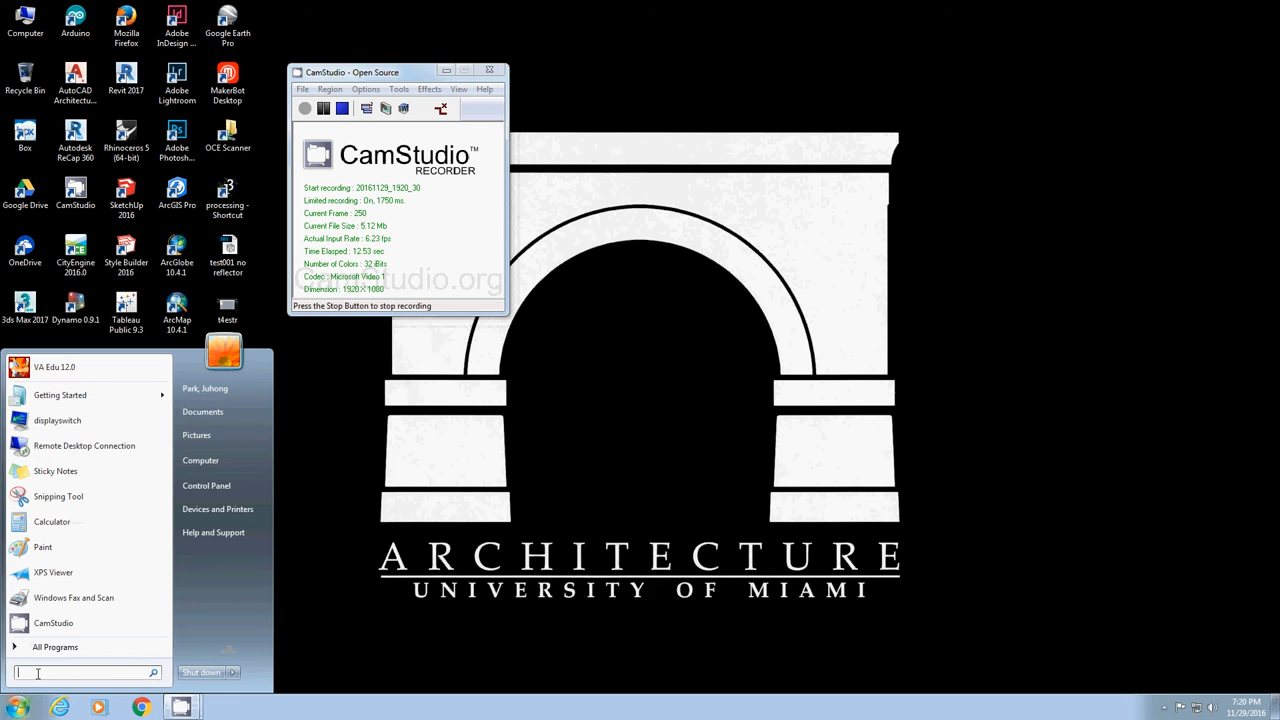 Computer
Arduino
Mozilla
Firefox
Adobe
InDesign ...
Google Earth
Pro
Recycle Bin
AutoCAD
Architectu...
Revit 2017
Adobe
Lightroom
MakerBot
Desktop
Box
Autodesk
ReCap 360
Rhinoceros 5
(64-bit)
Adobe
Photosh...
OCE Scanner
Google Drive
CamStudio
SketchUp
2016
ArcGIS Pro
processing -
Shortcut
OneDrive
CityEngine
2016.0
Style Builder
2016
ArcGlobe
10.4.1
test001 no
reflector
3ds Max 2017
Dynamo 0.9.1
Tableau
Public 9.3
ArcMap
10.4.1
t4estr
CamStudio - Open Source
File Region Options Tools Effects View Help
CamStudio™
RECORDER
Start recording : 20161129_1920_30
Limited recording : On, 1750 ms.
Current Frame : 250
Current File Size : 5.12 Mb
Actual Input Rate : 6.23 fps
Time Elasped : 12.53 sec
Number of Colors : 32 iBits
Codec : Microsoft Video 1
Dimension : 1920 X 1080
CamStudio.org
Press the Stop Button to stop recording
VA Edu 12.0
Getting Started
displayswitch
Remote Desktop Connection
Sticky Notes
Snipping Tool
Calculator
Paint
XPS Viewer
Windows Fax and Scan
CamStudio
All Programs
Park, Juhong
Documents
Pictures
Computer
Control Panel
Devices and Printers
Help and Support
Shut down
ARCHITECTURE
UNIVERSITY OF MIAMI
7:20 PM
11/29/2016